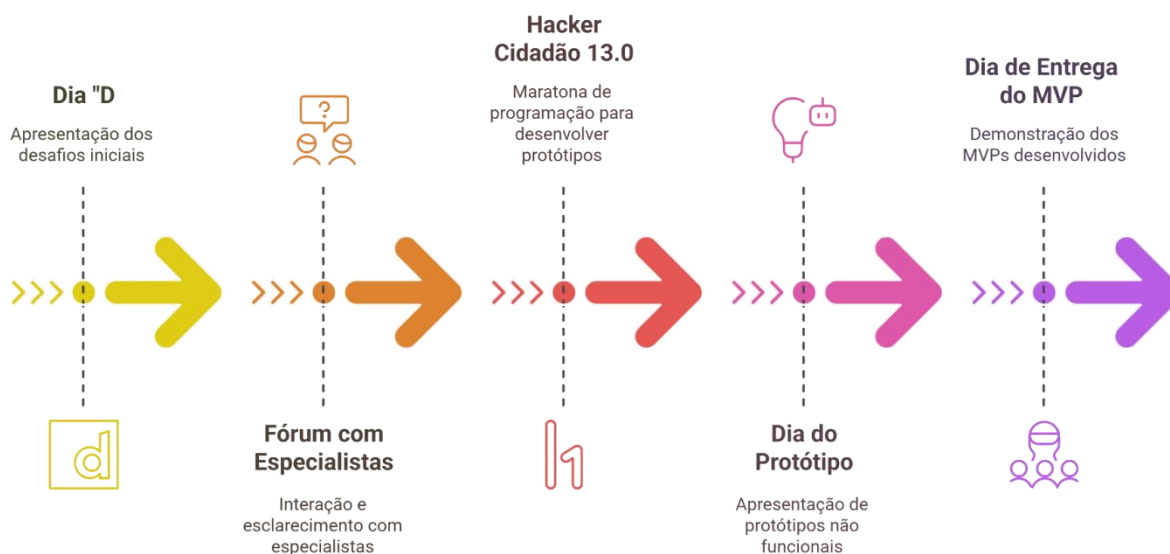 Dia "D
Apresentação dos
desafios iniciais
?
Fórum com
Especialistas
Interação e
esclarecimento com
especialistas
Hacker
Cidadão 13.0
Maratona de
programação para
desenvolver
protótipos
Dia do
Protótipo
Apresentação de
protótipos não
funcionais
Dia de Entrega
do MVP
Demonstração dos
MVPs desenvolvidos